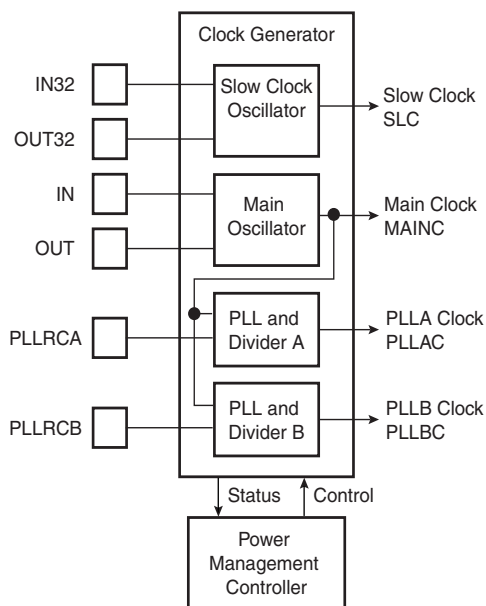 Clock Generator
IN32
Slow Clock
Oscillator
Slow Clock
SLC
OUT32
IN
Main
Oscillator
Main Clock
MAINC
OUT
PLLRCA
PLL and
Divider A
PLLA Clock
PLLAC
PLLRCB
PLL and
Divider B
PLLB Clock
PLLBC
Status
Control
Power
Management
Controller